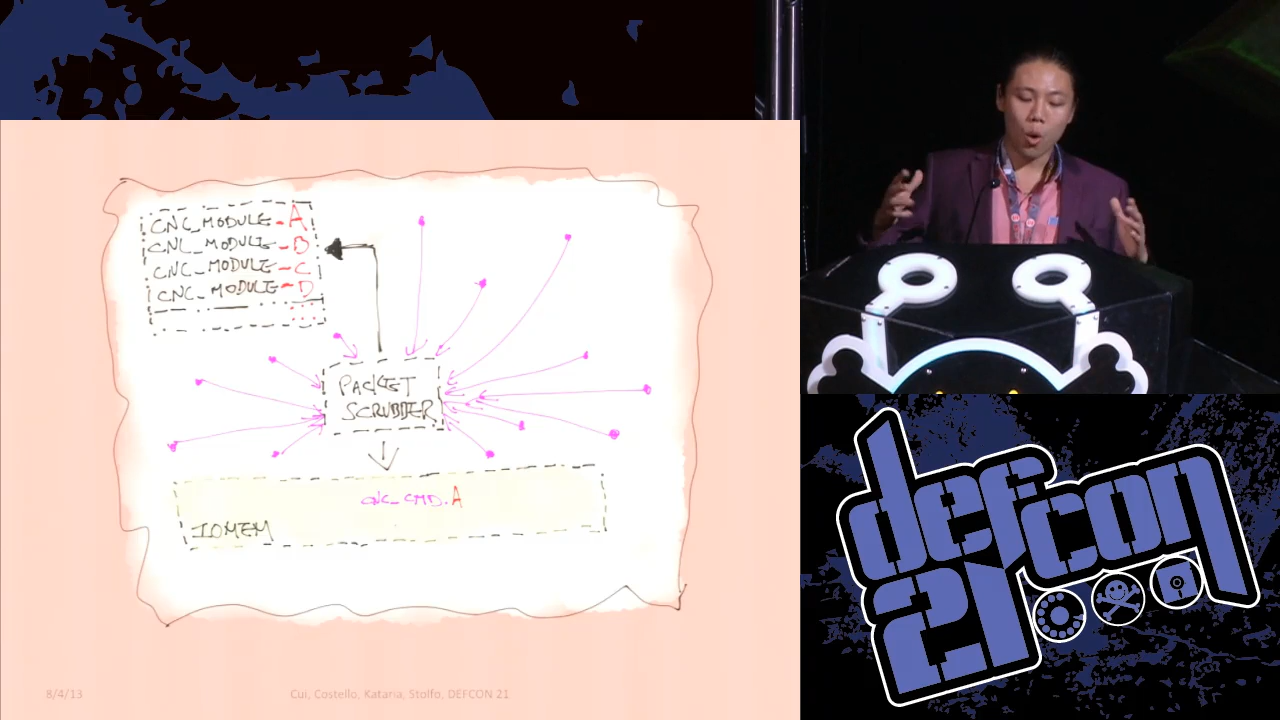 CNC_MODULE-A
CNC_MODULE-B
CNC_MODULE-C
CNC_MODULE-D
PACKET
SCRUBBER
CNC_CMD.A
IOMEM
8/4/13
Cui, Costello, Kataria, Stolfo, DEFCON 21
defcon
21